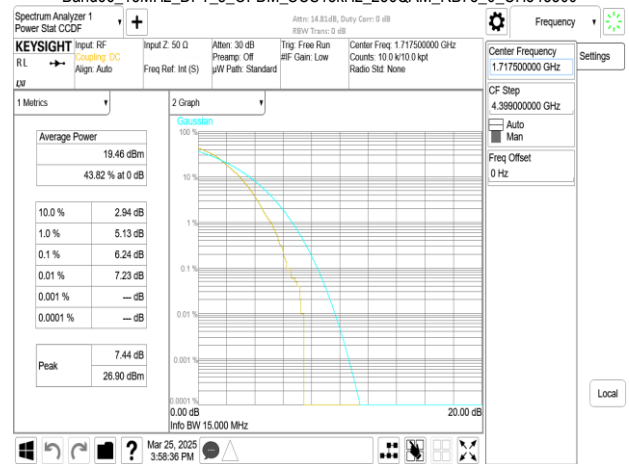 Spectrum Analyzer 1
Power Stat CCDF
Attn: 14.81dB, Duty Corr: 0 dB
RBW Trans: 0 dB
Frequency
KEYSIGHT
RL
LXI
Input: RF
Coupling: DC
Align: Auto
Input Z: 50 Ω
Freq Ref: Int (S)
Atten: 30 dB
Preamp: Off
µW Path: Standard
Trig: Free Run
#IF Gain: Low
Center Freq: 1.717500000 GHz
Counts: 10.0 k/10.0 kpt
Radio Std: None
Center Frequency
1.717500000 GHz
Settings
CF Step
4.399000000 GHz
Auto
Man
Freq Offset
0 Hz
1 Metrics
2 Graph
Average Power
19.46 dBm
43.82 % at 0 dB
10.0 % 2.94 dB
1.0 % 5.13 dB
0.1 % 6.24 dB
0.01 % 7.23 dB
0.001 % --- dB
0.0001 % --- dB
Peak 7.44 dB
26.90 dBm
Gaussian
100 %
10 %
1 %
0.1 %
0.01 %
0.001 %
0.0001 %
0.00 dB 20.00 dB
Info BW 15.000 MHz
Local
?
Mar 25, 2025
3:58:36 PM